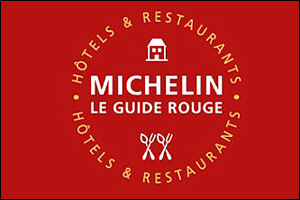 HÔTELS & RESTAURANTS
MICHELIN
LE GUIDE ROUGE
HÔTELS & RESTAURANTS